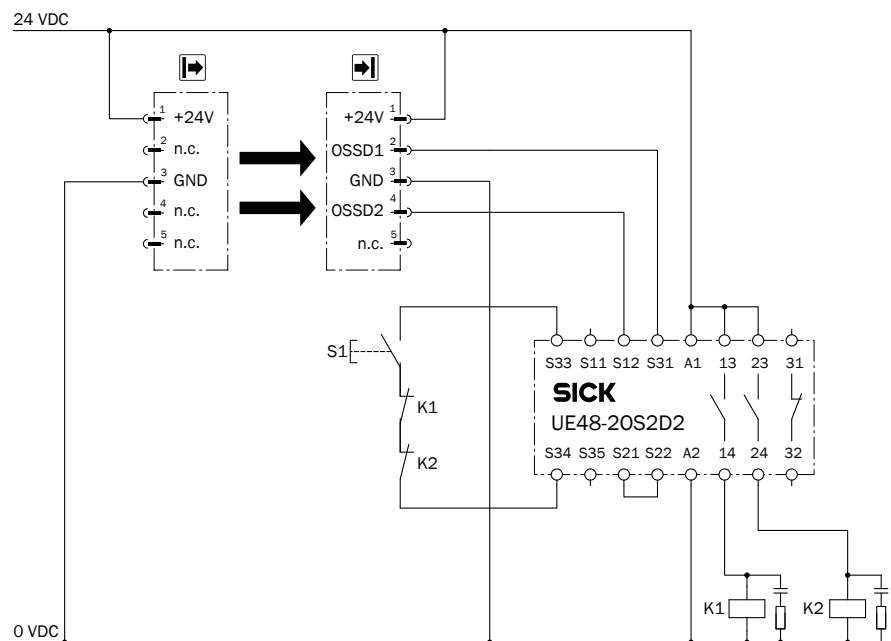 24 VDC
1 +24V
2 n.c.
3 GND
4 n.c.
5 n.c.
+24V 1
OSSD1 2
GND 3
OSSD2 4
n.c. 5
S1
K1
K2
S33 S11 S12 S31 A1 13 23 31
SICK
UE48-20S2D2
S34 S35 S21 S22 A2 14 24 32
K1
K2
0 VDC